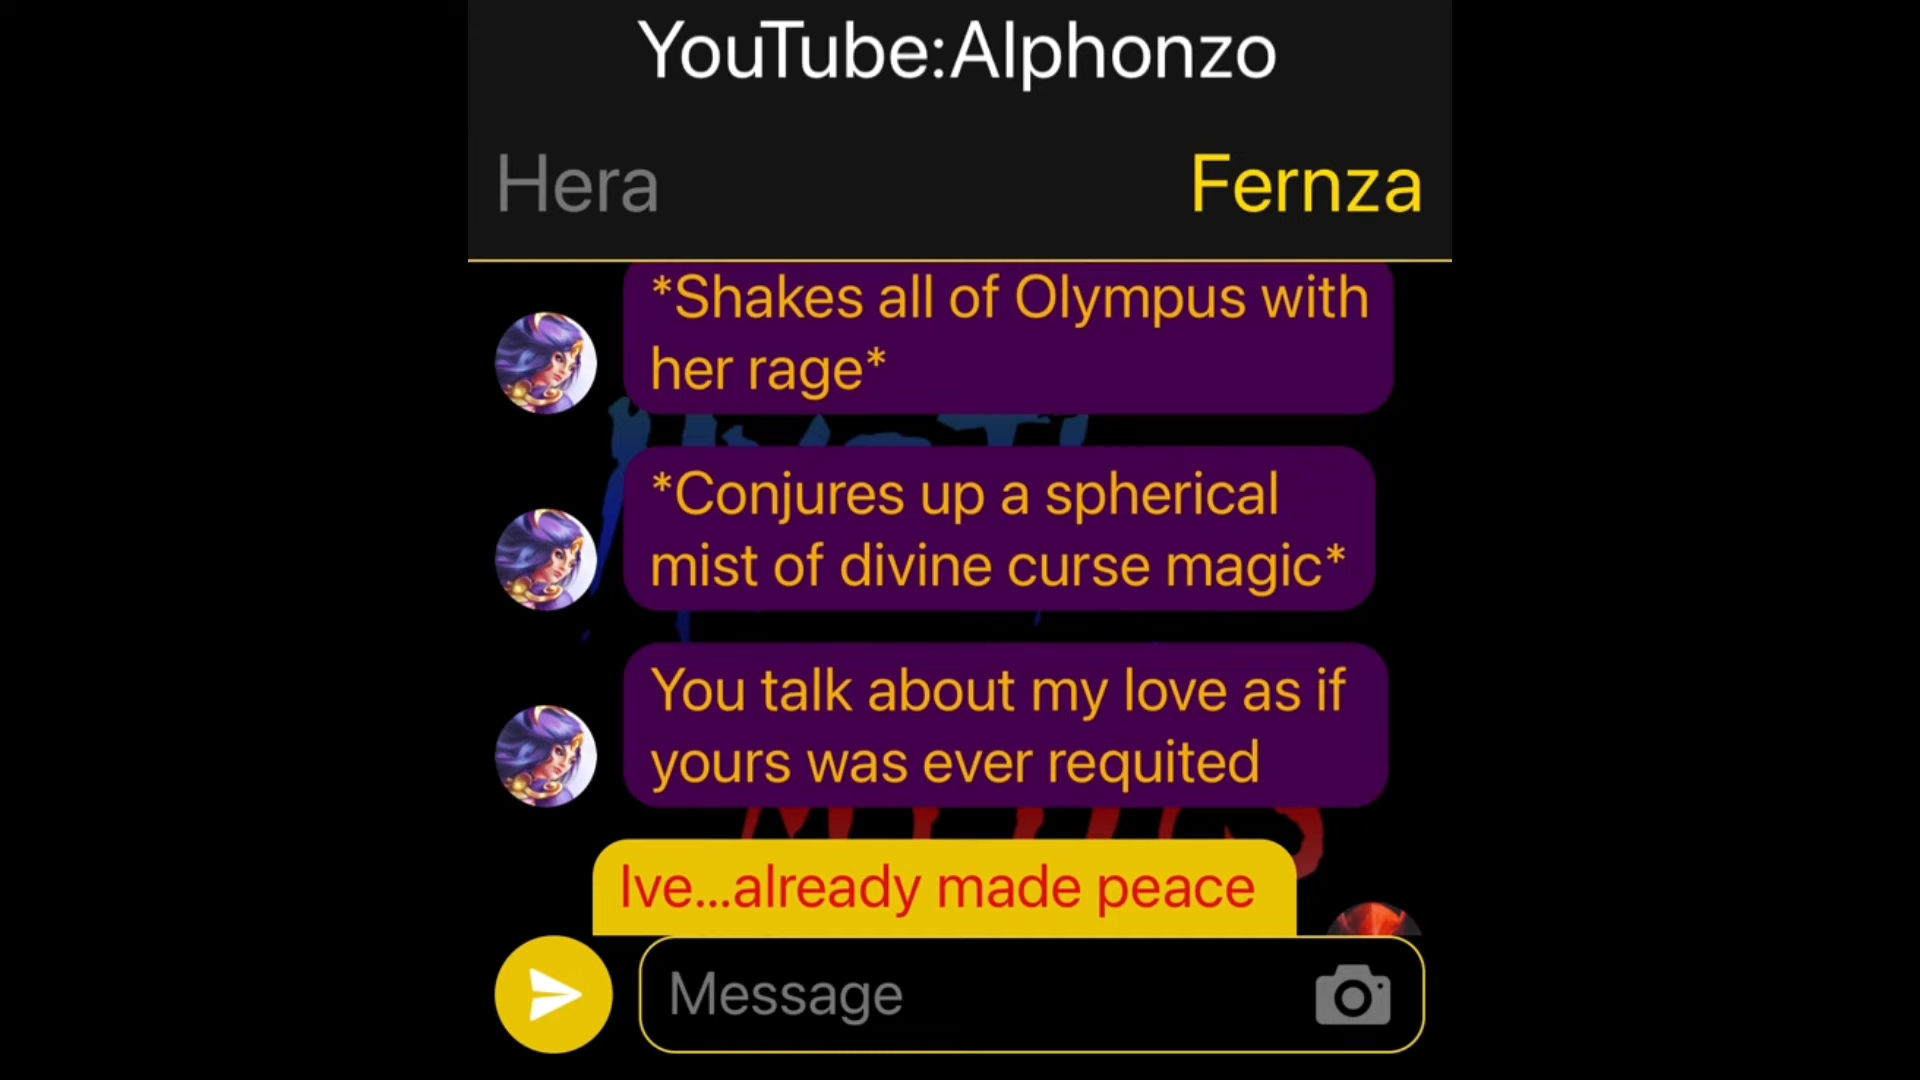 YouTube:Alphonzo
Hera
Fernza
*Shakes all of Olympus with
her rage*
*Conjures up a spherical
mist of divine curse magic*
You talk about my love as if
yours was ever requited
Ive...already made peace
Message